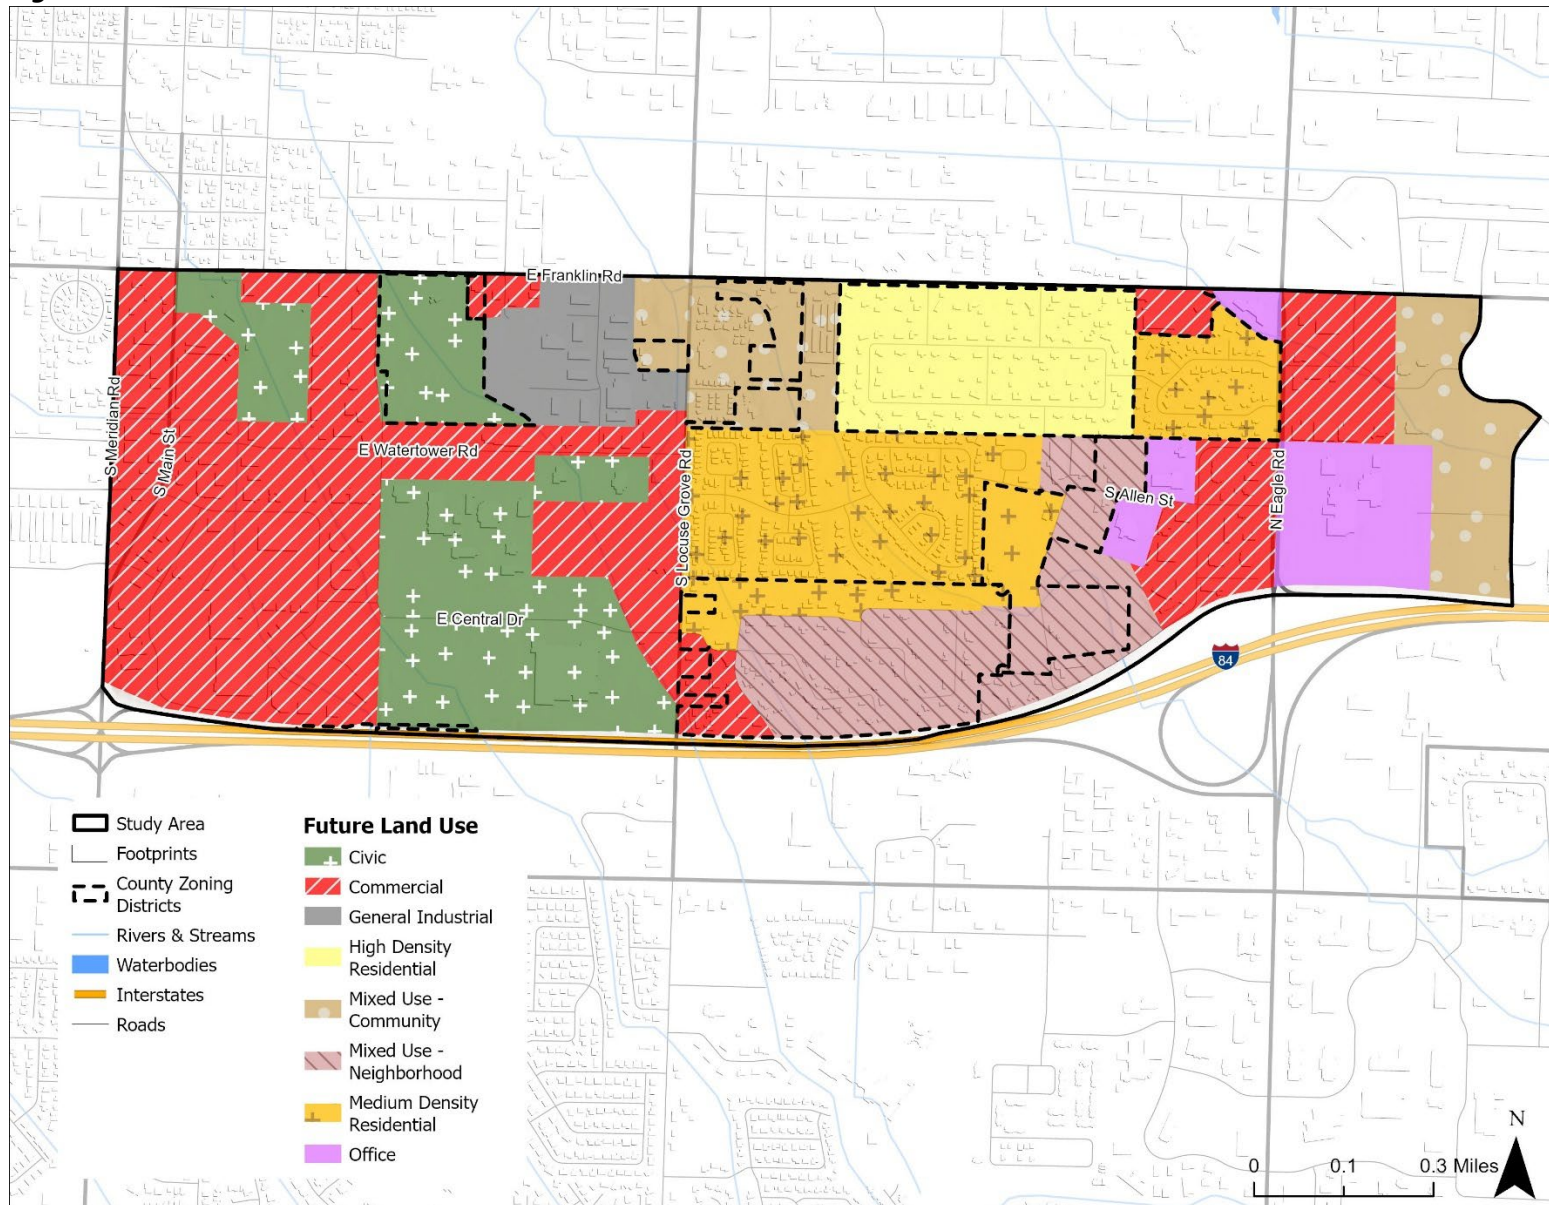 E Franklin Rd
S Meridian Rd
S Main St
E Watertower Rd
S Locuse Grove Rd
S Allen St
N Eagle Rd
E Central Dr
84
Study Area
Footprints
County Zoning
Districts
Rivers & Streams
Waterbodies
Interstates
Roads
Future Land Use
Civic
Commercial
General Industrial
High Density
Residential
Mixed Use -
Community
Mixed Use -
Neighborhood
Medium Density
Residential
Office
N
0 0.1 0.3 Miles